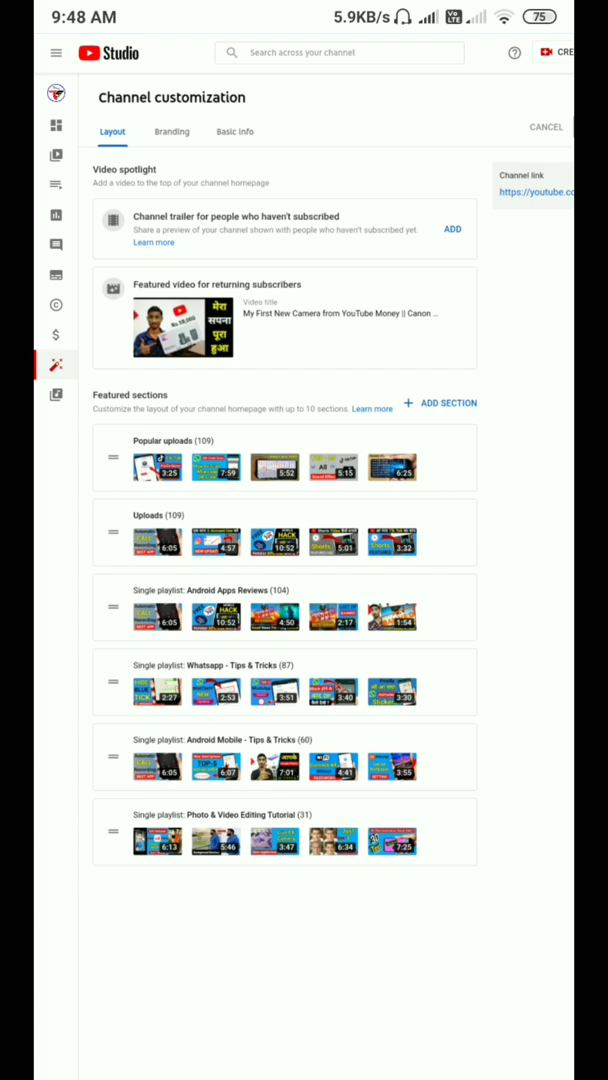 9:48 AM 5.9KB/s Vo LTE 75
Studio Search across your channel CRE
Channel customization
Layout Branding Basic info CANCEL
Video spotlight
Add a video to the top of your channel homepage
Channel link
https://youtube.co
Channel trailer for people who haven't subscribed
Share a preview of your channel shown with people who haven't subscribed yet.
Learn more
ADD
Featured video for returning subscribers
मेरा
सपना
पूरा
हुआ
Rs.18,000
Video title
My First New Camera from YouTube Money || Canon ...
Featured sections
Customize the layout of your channel homepage with up to 10 sections. Learn more
+ ADD SECTION
Popular uploads (109)
3:25 7:59 5:52 5:15 6:25
Uploads (109)
6:05 4:57 10:52 5:01 3:32
Single playlist: Android Apps Reviews (104)
6:05 10:52 4:50 2:17 1:54
Single playlist: Whatsapp - Tips & Tricks (87)
2:27 2:53 3:51 3:40 3:30
Single playlist: Android Mobile - Tips & Tricks (60)
6:05 6:07 7:01 4:41 3:55
Single playlist: Photo & Video Editing Tutorial (31)
6:13 5:46 3:47 6:34 7:25